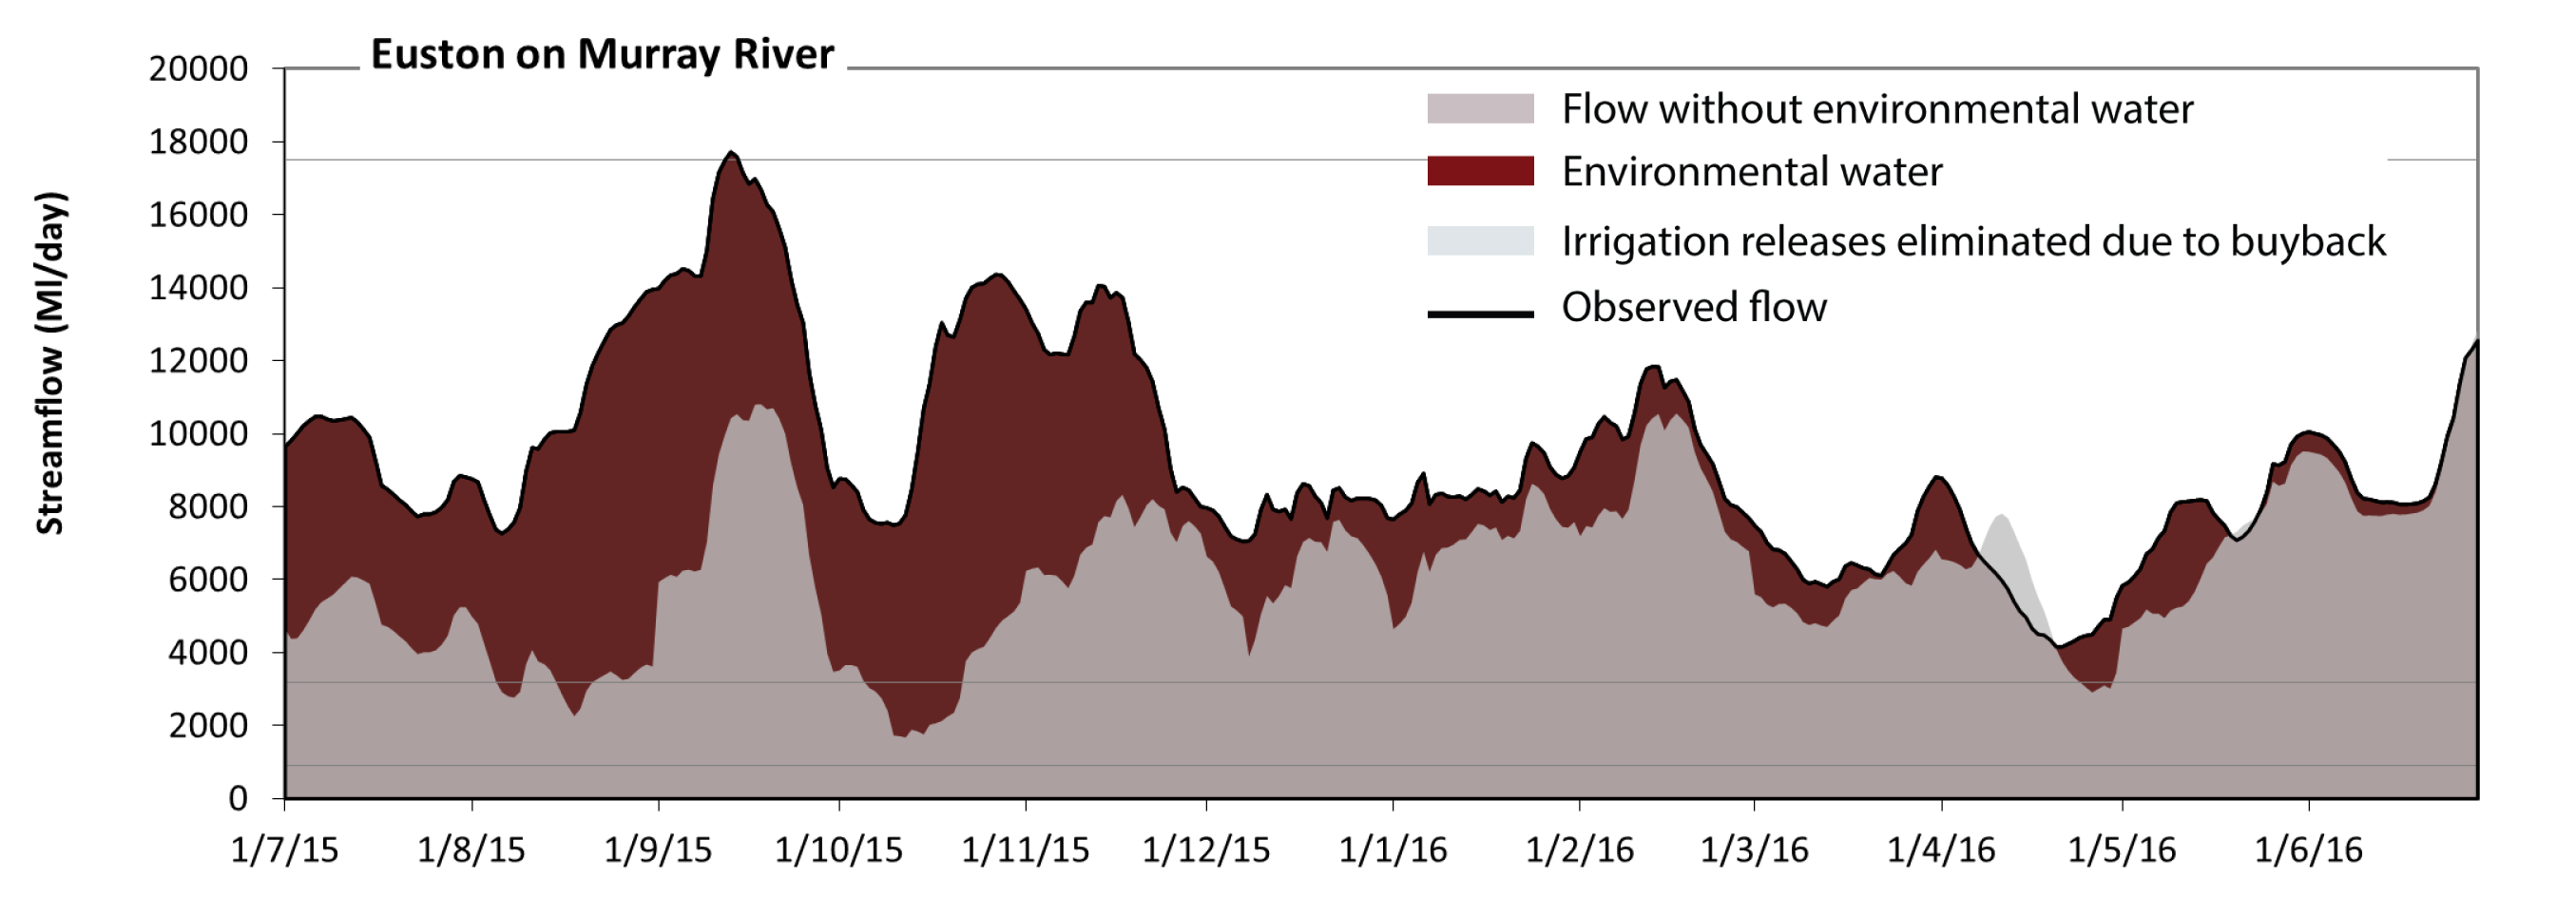 Euston on Murray River
20000
18000
16000
14000
12000
10000
8000
6000
4000
2000
0
Streamflow (Ml/day)
Flow without environmental water
Environmental water
Irrigation releases eliminated due to buyback
Observed flow
1/7/15 1/8/15 1/9/15 1/10/15 1/11/15 1/12/15 1/1/16 1/2/16 1/3/16 1/4/16 1/5/16 1/6/16